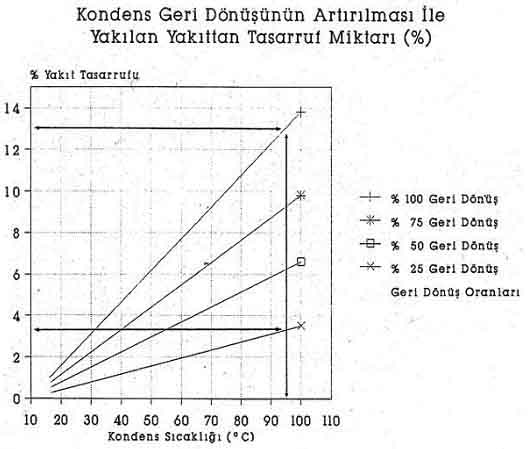 Kondens Geri Dönüşünün Artırılması İle
Yakılan Yakıttan Tasarruf Miktarı (%)
% Yakıt Tasarrufu
14
12
10
8
6
4
2
0
10 20 30 40 50 60 70 80 90 100 110
Kondens Sıcaklığı (°C)
% 100 Geri Dönüş
% 75 Geri Dönüş
% 50 Geri Dönüş
% 25 Geri Dönüş
Geri Dönüş Oranları